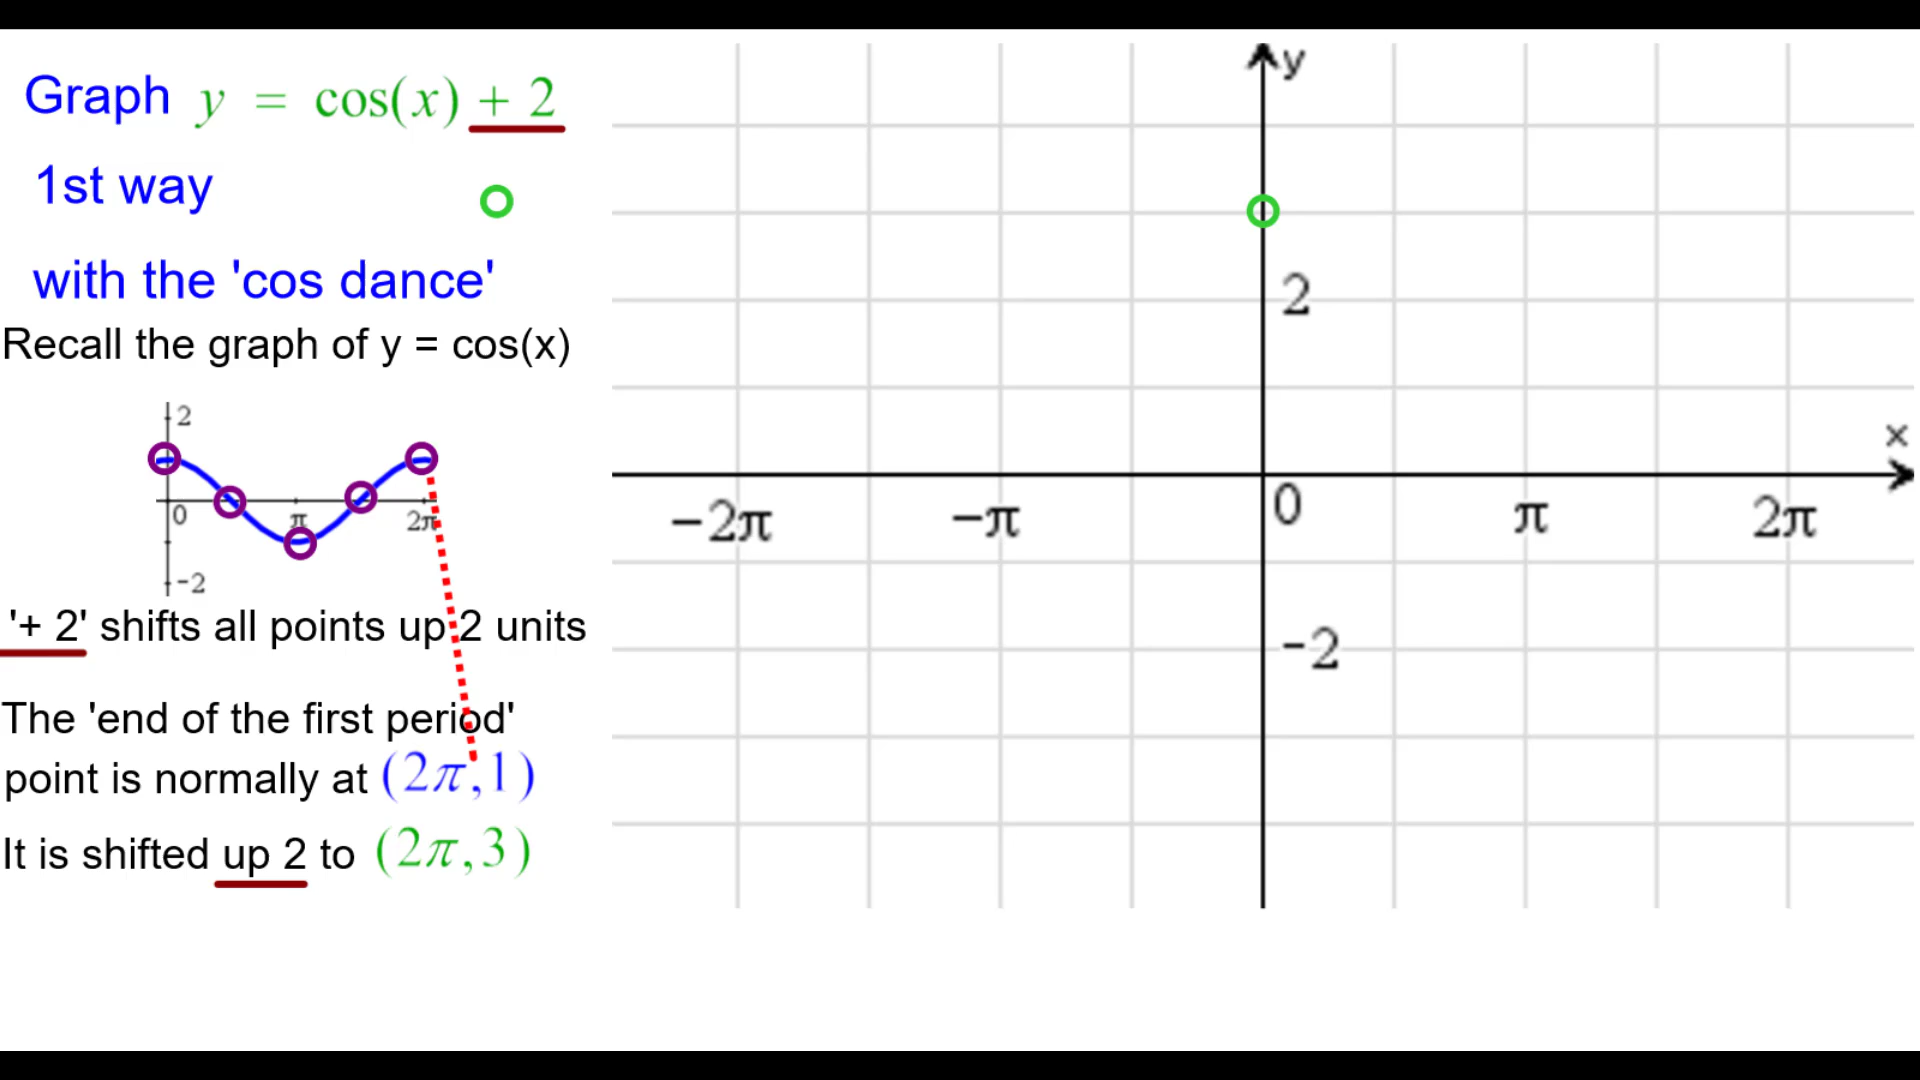 Graph y = cos(x) + 2
1st way
with the 'cos dance'
Recall the graph of y = cos(x)
2
0 π 2π
-2
'+ 2' shifts all points up 2 units
The 'end of the first period'
point is normally at (2π,1)
It is shifted up 2 to (2π,3)
y
2
x
−2π −π 0 π 2π
-2